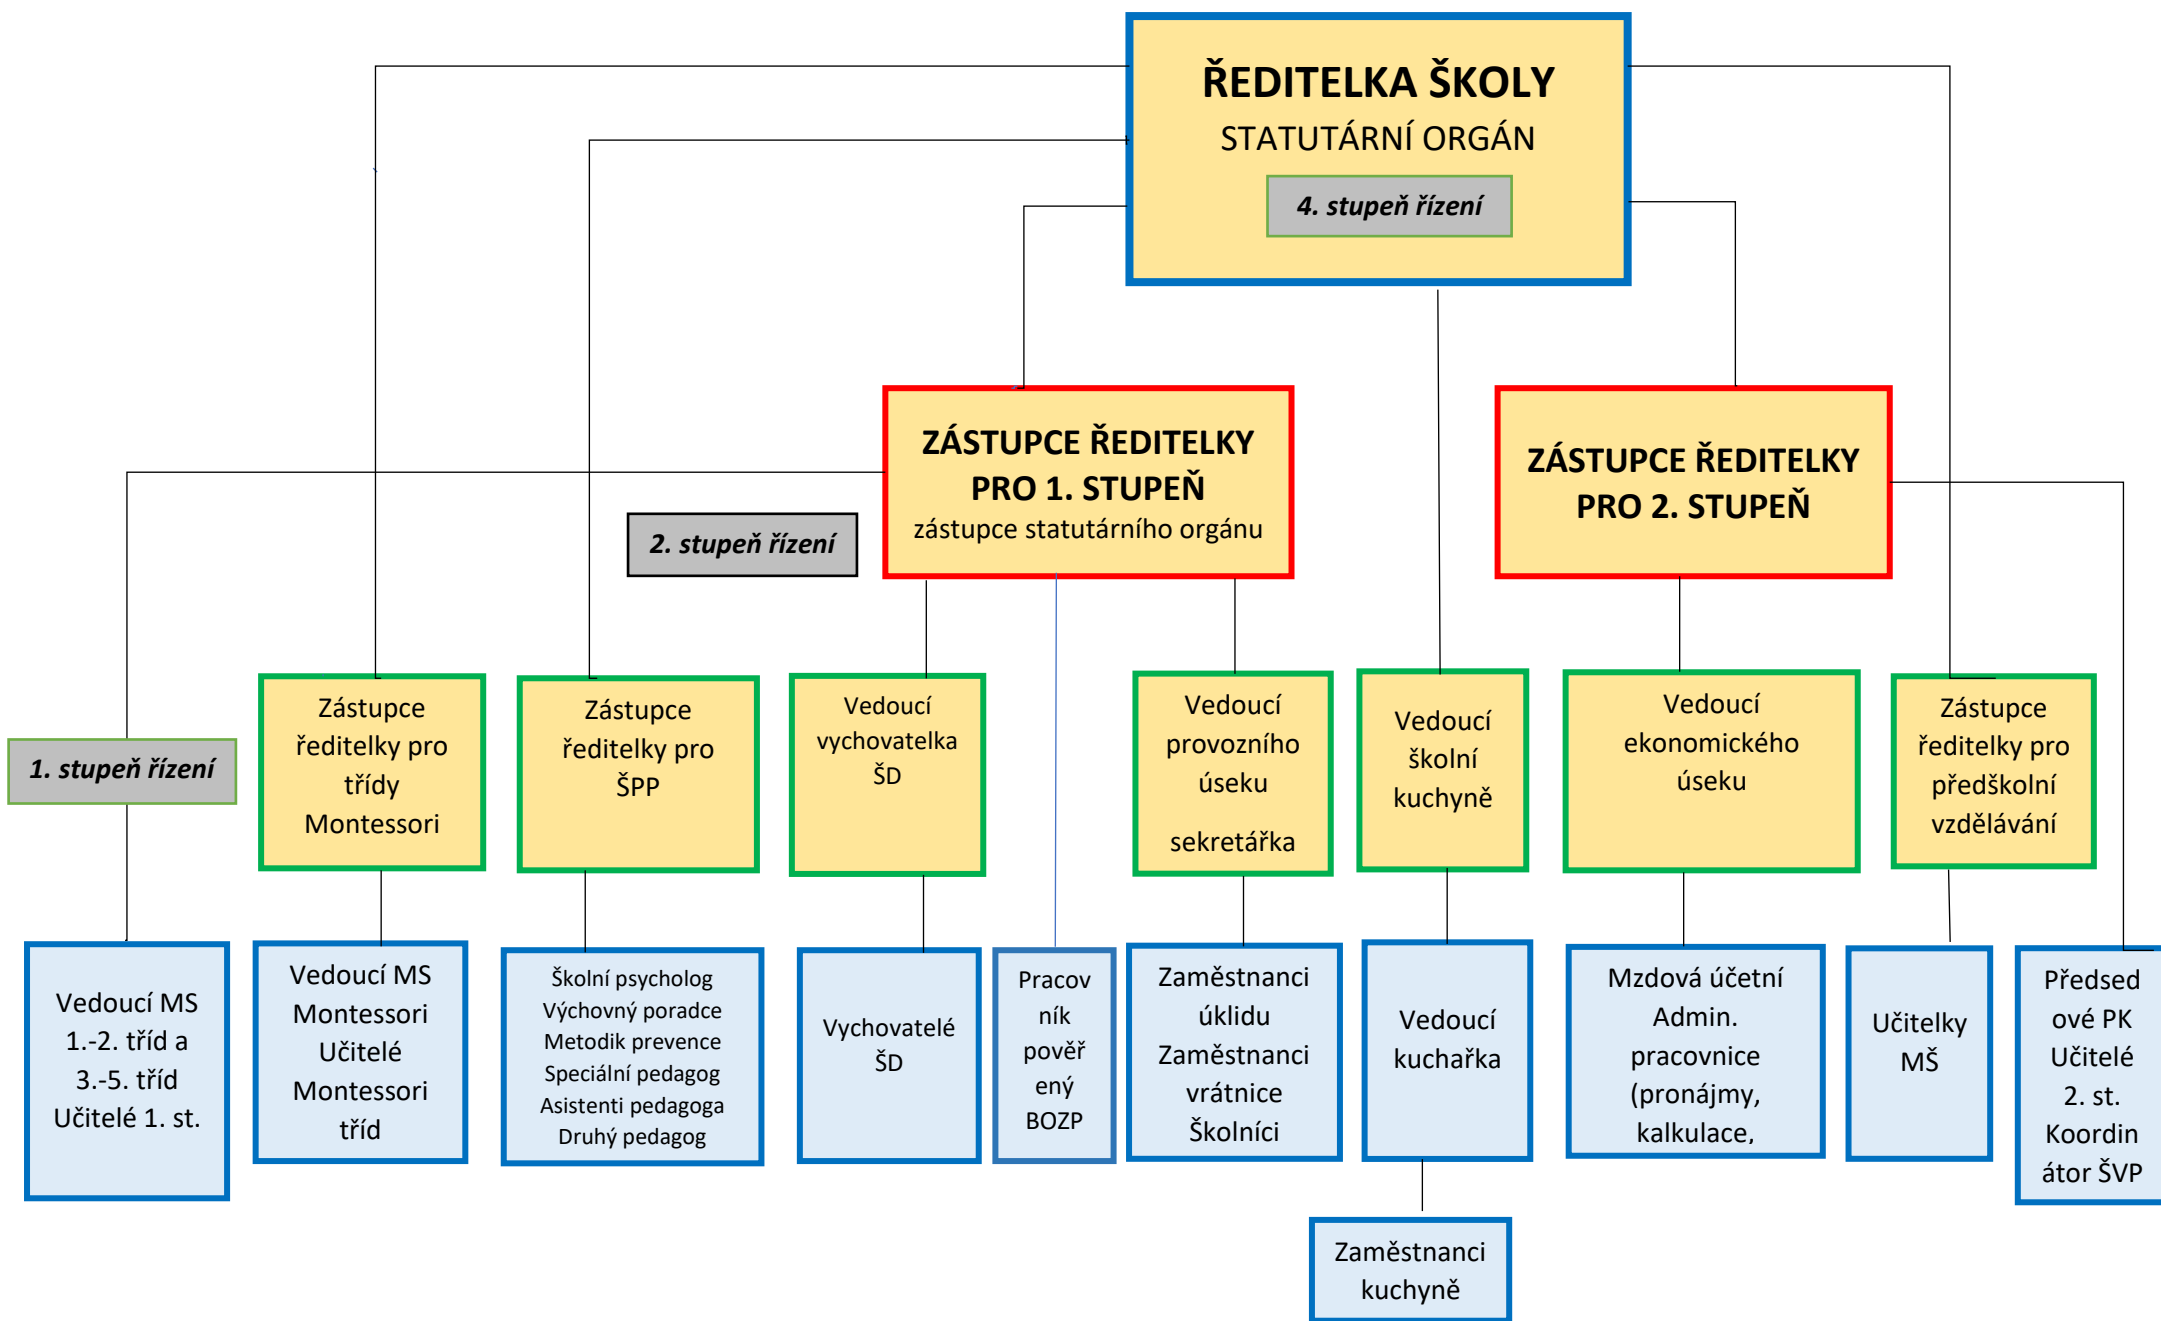 ŘEDITELKA ŠKOLY
STATUTÁRNÍ ORGÁN
4. stupeň řízení
ZÁSTUPCE ŘEDITELKY
PRO 1. STUPEŇ
zástupce statutárního orgánu
ZÁSTUPCE ŘEDITELKY
PRO 2. STUPEŇ
2. stupeň řízení
1. stupeň řízení
Zástupce
ředitelky pro
třídy
Montessori
Zástupce
ředitelky pro
ŠPP
Vedoucí
vychovatelka
ŠD
Vedoucí
provozního
úseku
sekretářka
Vedoucí
školní
kuchyně
Vedoucí
ekonomického
úseku
Zástupce
ředitelky pro
předškolní
vzdělávání
Vedoucí MS
1.-2. tříd a
3.-5. tříd
Učitelé 1. st.
Vedoucí MS
Montessori
Učitelé
Montessori
tříd
Školní psycholog
Výchovný poradce
Metodik prevence
Speciální pedagog
Asistenti pedagoga
Druhý pedagog
Vychovatelé
ŠD
Pracov
ník
pověř
ený
BOZP
Zaměstnanci
úklidu
Zaměstnanci
vrátnice
Školníci
Vedoucí
kuchařka
Mzdová účetní
Admin.
pracovnice
(pronájmy,
kalkulace,
Učitelky
MŠ
Předsed
ové PK
Učitelé
2. st.
Koordin
átor ŠVP
Zaměstnanci
kuchyně